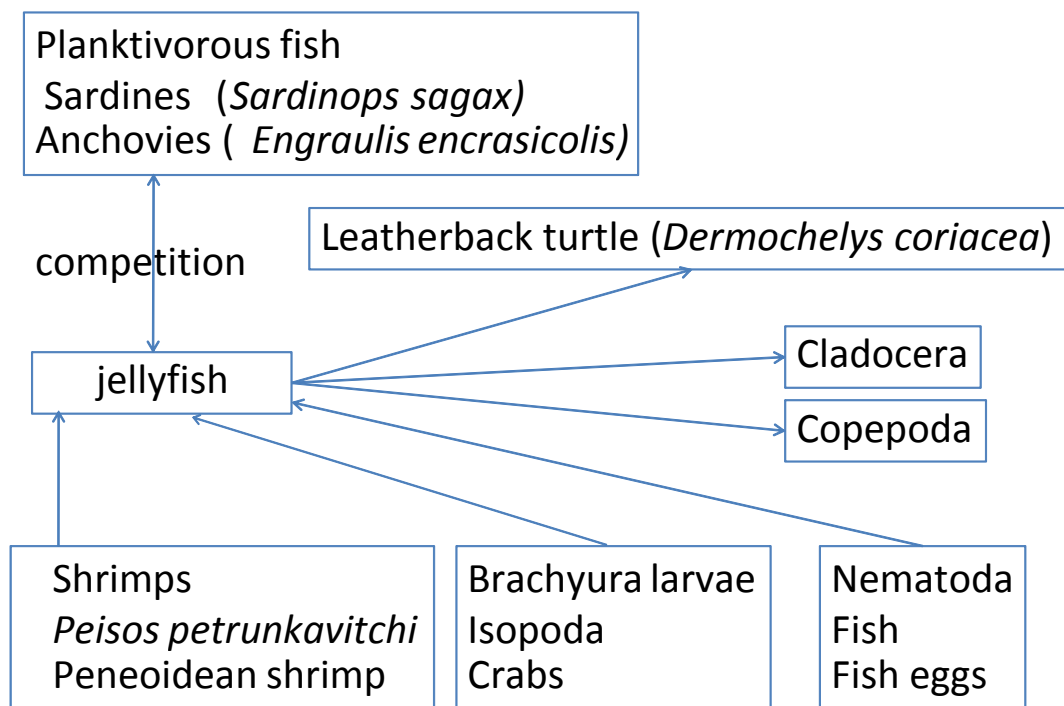 Planktivorous fish
Sardines (Sardinops sagax)
Anchovies ( Engraulis encrasicolis)
competition
Leatherback turtle (Dermochelys coriacea)
jellyfish
Cladocera
Copepoda
Shrimps
Peisos petrunkavitchi
Peneoidean shrimp
Brachyura larvae
Isopoda
Crabs
Nematoda
Fish
Fish eggs